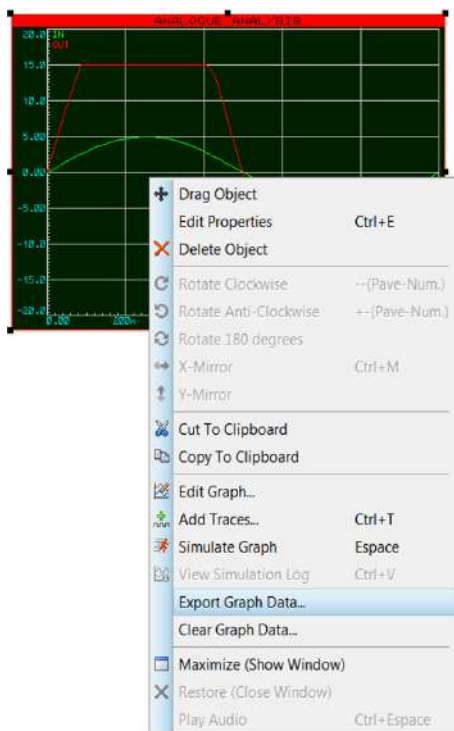 ANALOGUE ANALYSIS
20.0
IN
OUT
15.0
10.0
5.00
0.00
-5.00
-10.0
-15.0
-20.0
0.00 200m
Drag Object
Edit Properties Ctrl+E
Delete Object
Rotate Clockwise --(Pave-Num.)
Rotate Anti-Clockwise +-(Pave-Num.)
Rotate 180 degrees
X-Mirror Ctrl+M
Y-Mirror
Cut To Clipboard
Copy To Clipboard
Edit Graph...
Add Traces... Ctrl+T
Simulate Graph Espace
View Simulation Log Ctrl+V
Export Graph Data...
Clear Graph Data...
Maximize (Show Window)
Restore (Close Window)
Play Audio Ctrl+Espace